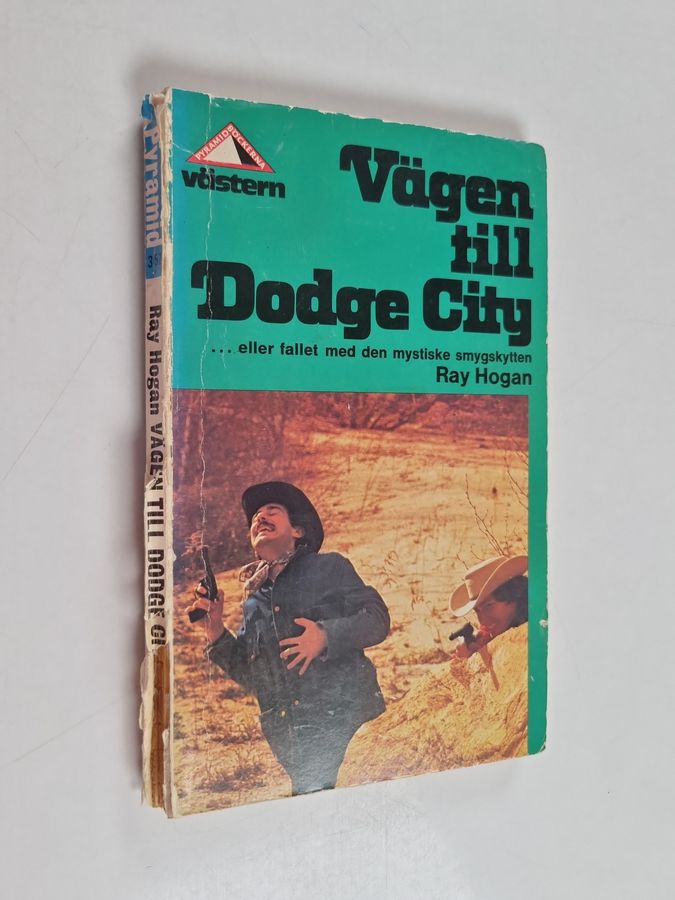 PYRAMIDBÖCKERNA
västern
Vägen
till
Dodge City
... eller fallet med den mystiske smygskytten
Ray Hogan
Pyramid
Ray Hogan VÄGEN TILL DODGE